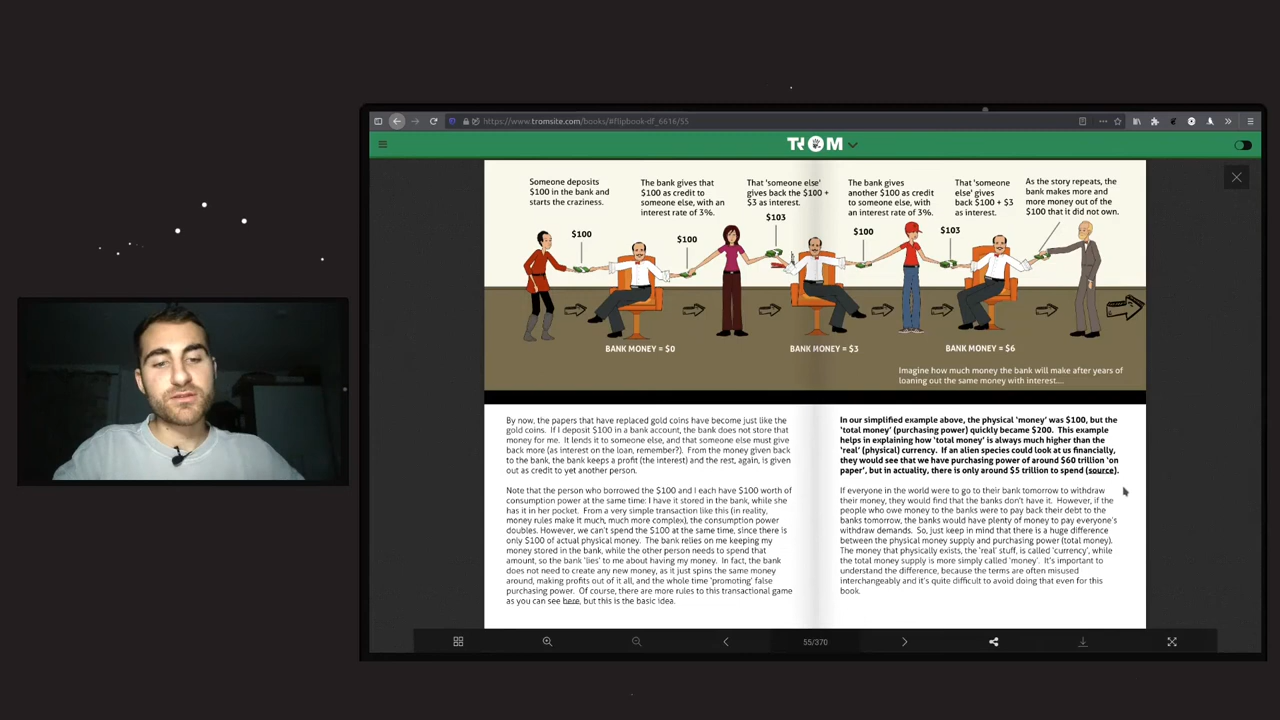 https://www.tromsite.com/books/#flipbook-df_6616/55
TROM
Someone deposits
$100 in the bank and
starts the craziness.
The bank gives that
$100 as credit to
someone else, with an
interest rate of 3%.
That 'someone else'
gives back the $100 +
$3 as interest.
The bank gives
another $100 as credit
to someone else, with
an interest rate of 3%.
That 'someone
else' gives
back $100 + $3
as interest.
As the story repeats, the
bank makes more and
more money out of the
$100 that it did not own.
$100
$100
$103
$100
$103
BANK MONEY = $0
BANK MONEY = $3
BANK MONEY = $6
Imagine how much money the bank will make after years of
loaning out the same money with interest....
By now, the papers that have replaced gold coins have become just like the
gold coins. If I deposit $100 in a bank account, the bank does not store that
money for me. It lends it to someone else, and that someone else must give
back more (as interest on the loan, remember?). From the money given back
to the bank, the bank keeps a profit (the interest) and the rest, again, is given
out as credit to yet another person.
Note that the person who borrowed the $100 and I each have $100 worth of
consumption power at the same time: I have it stored in the bank, while she
has it in her pocket. From a very simple transaction like this (in reality,
money rules make it much, much more complex), the consumption power
doubles. However, we can't spend the $100 at the same time, since there is
only $100 of actual physical money. The bank relies on me keeping my
money stored in the bank, while the other person needs to spend that
amount, so the bank 'lies' to me about having my money. In fact, the bank
does not need to create any new money, as it just spins the same money
around, making profits out of it all, and the whole time 'promoting' false
purchasing power. Of course, there are more rules to this transactional game
as you can see here, but this is the basic idea.
In our simplified example above, the physical 'money' was $100, but the
'total money' (purchasing power) quickly became $200. This example
helps in explaining how 'total money' is always much higher than the
'real' (physical) currency. If an alien species could look at us financially,
they would see that we have purchasing power of around $60 trillion 'on
paper', but in actuality, there is only around $5 trillion to spend (source).
If everyone in the world were to go to their bank tomorrow to withdraw
their money, they would find that the banks don't have it. However, if the
people who owe money to the banks were to pay back their debt to the
banks tomorrow, the banks would have plenty of money to pay everyone's
withdraw demands. So, just keep in mind that there is a huge difference
between the physical money supply and purchasing power (total money).
The money that physically exists, the 'real' stuff, is called 'currency', while
the total money supply is more simply called 'money'. It's important to
understand the difference, because the terms are often misused
interchangeably and it's quite difficult to avoid doing that even for this
book.
55/370